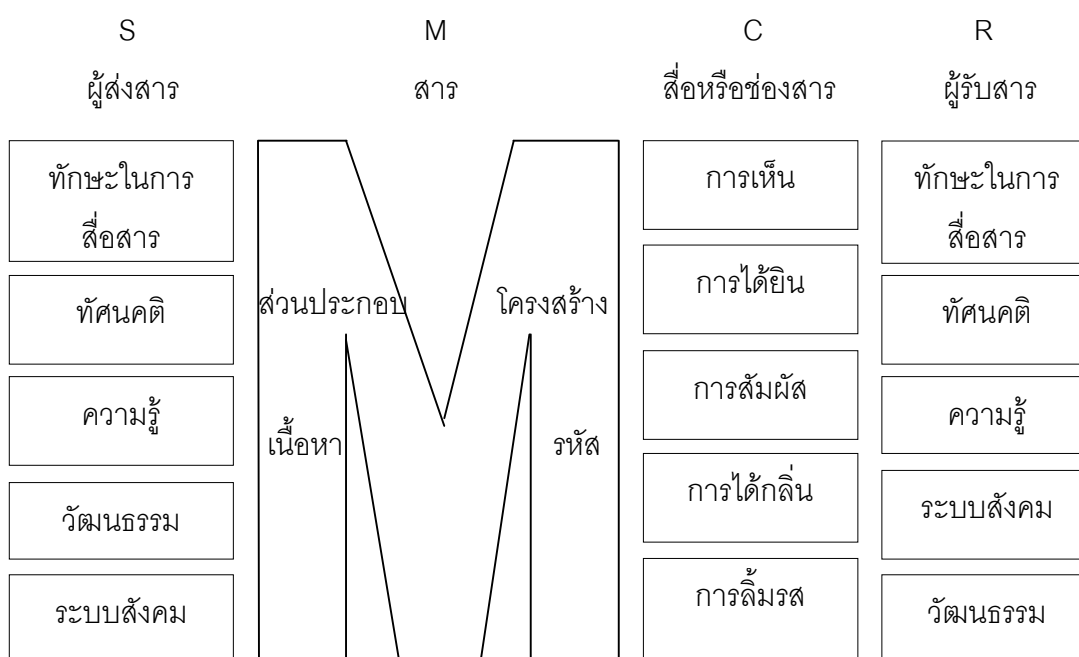 S
ผู้ส่งสาร
ทักษะในการ
สื่อสาร
ทัศนคติ
ความรู้
วัฒนธรรม
ระบบสังคม
M
สาร
ส่วนประกอบ
โครงสร้าง
เนื้อหา
รหัส
C
สื่อหรือช่องสาร
การเห็น
การได้ยิน
การสัมผัส
การได้กลิ่น
การลิ้มรส
R
ผู้รับสาร
ทักษะในการ
สื่อสาร
ทัศนคติ
ความรู้
ระบบสังคม
วัฒนธรรม